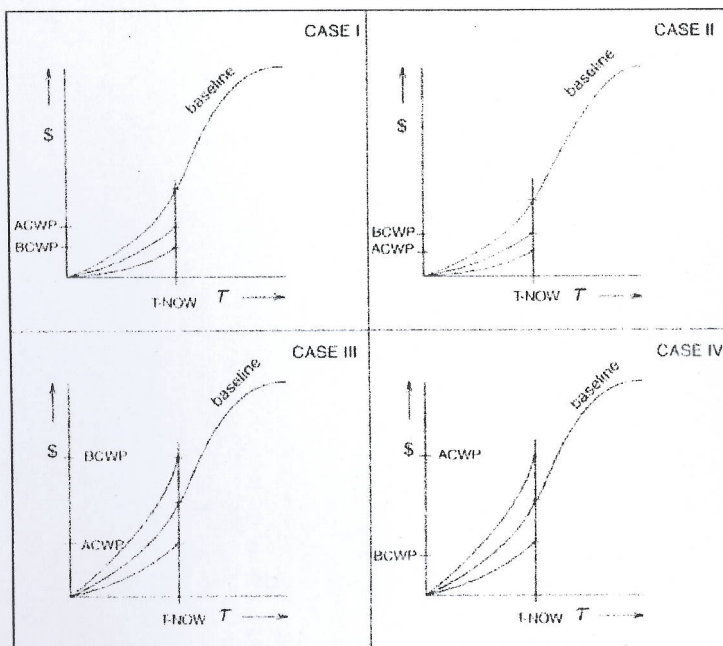 CASE I
baseline
$
ACWP
BCWP
T-NOW T
CASE II
baseline
$
BCWP
ACWP
T-NOW T
CASE III
baseline
$
BCWP
ACWP
T-NOW T
CASE IV
baseline
$
ACWP
BCWP
T-NOW T